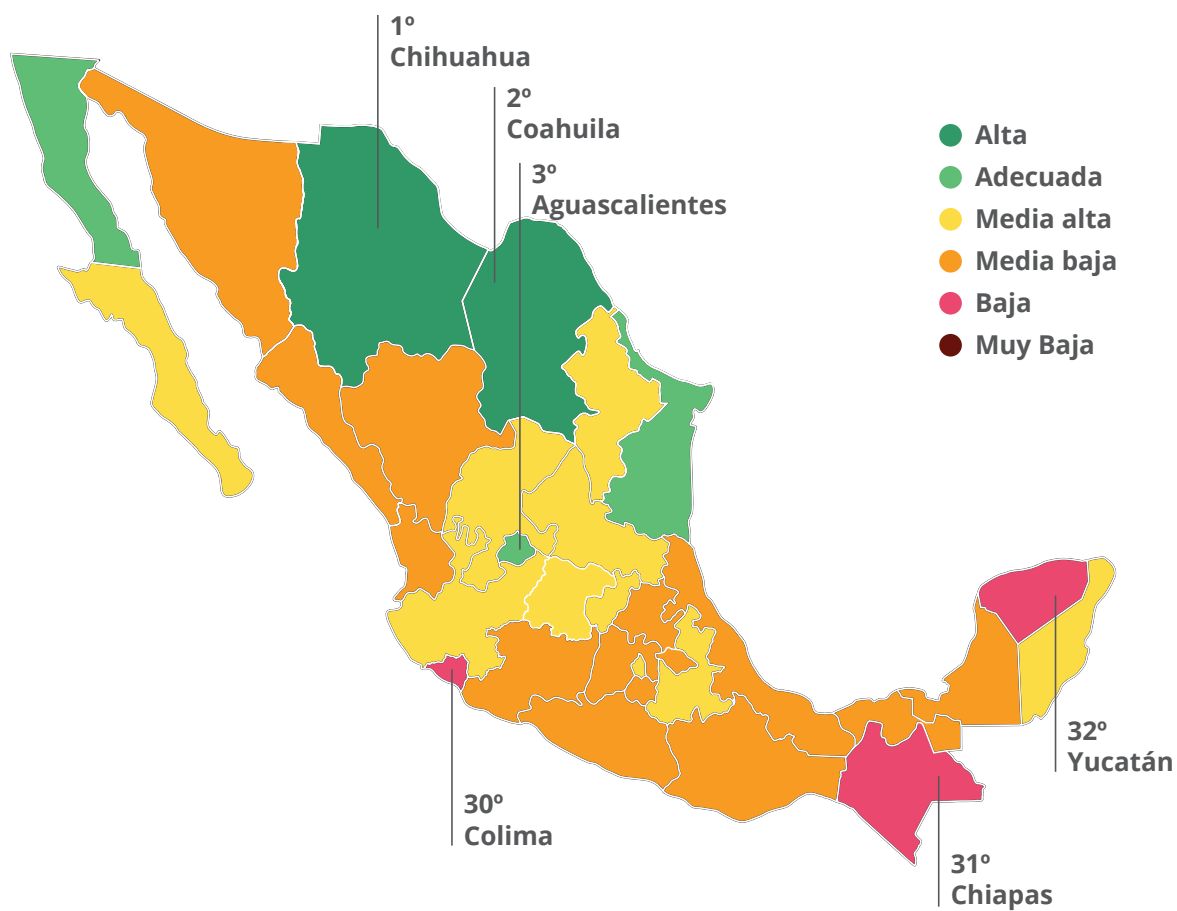 1º
Chihuahua
2º
Coahuila
3º
Aguascalientes
Alta
Adecuada
Media alta
Media baja
Baja
Muy Baja
32º
Yucatán
30º
Colima
31º
Chiapas